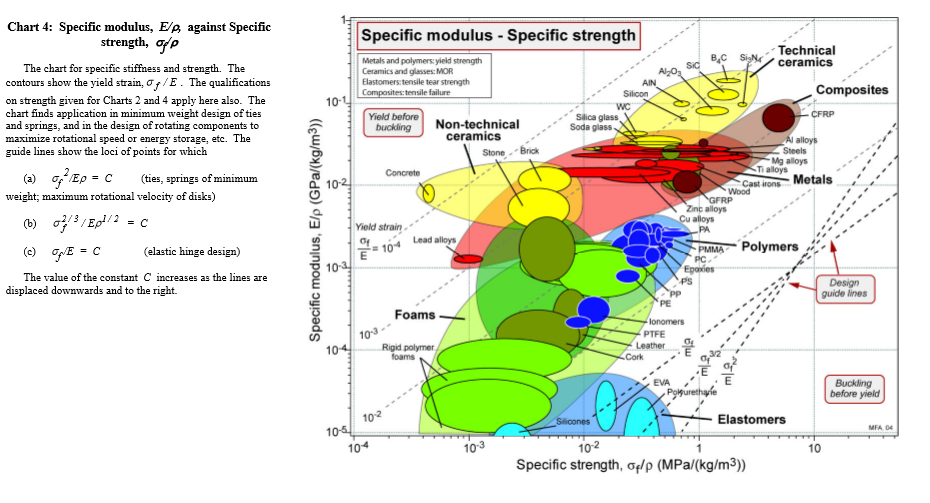 Chart 4: Specific modulus, E/ρ, against Specific
strength, σf/ρ
The chart for specific stiffness and strength. The
contours show the yield strain, σf / E . The qualifications
on strength given for Charts 2 and 4 apply here also. The
chart finds application in minimum weight design of ties
and springs, and in the design of rotating components to
maximize rotational speed or energy storage, etc. The
guide lines show the loci of points for which
(a) σf²/Eρ = C (ties, springs of minimum
weight; maximum rotational velocity of disks)
(b) σf^2/3 / Eρ^1/2 = C
(c) σf/E = C (elastic hinge design)
The value of the constant C increases as the lines are
displaced downwards and to the right.
Specific modulus - Specific strength
Metals and polymers: yield strength
Ceramics and glasses: MOR
Elastomers: tensile tear strength
Composites: tensile failure
Yield before
buckling
Technical
ceramics
B4C
Si3N4
SiC
Al2O3
AlN
Silicon
WC
Silica glass
Soda glass
Composites
CFRP
Non-technical
ceramics
Stone
Brick
Concrete
Al alloys
Steels
Mg alloys
Ti alloys
Metals
Cast irons
Wood
GFRP
Zinc alloys
Cu alloys
Yield strain
σf/E = 10-4
Lead alloys
PA
PMMA
Polymers
PC
Epoxies
PS
PP
PE
Design
guide lines
Foams
Ionomers
PTFE
Leather
Cork
10-3
Rigid polymer
foams
σf/E
σf^3/2/E
σf^2/E
EVA
Polyurethane
Buckling
before yield
10-2
Silicones
Elastomers
MFA, 04
1
10-1
10-2
10-3
10-4
10-5
10-4
10-3
10-2
1
10
Specific modulus, E/ρ (GPa/(kg/m3))
Specific strength, σf/ρ (MPa/(kg/m3))